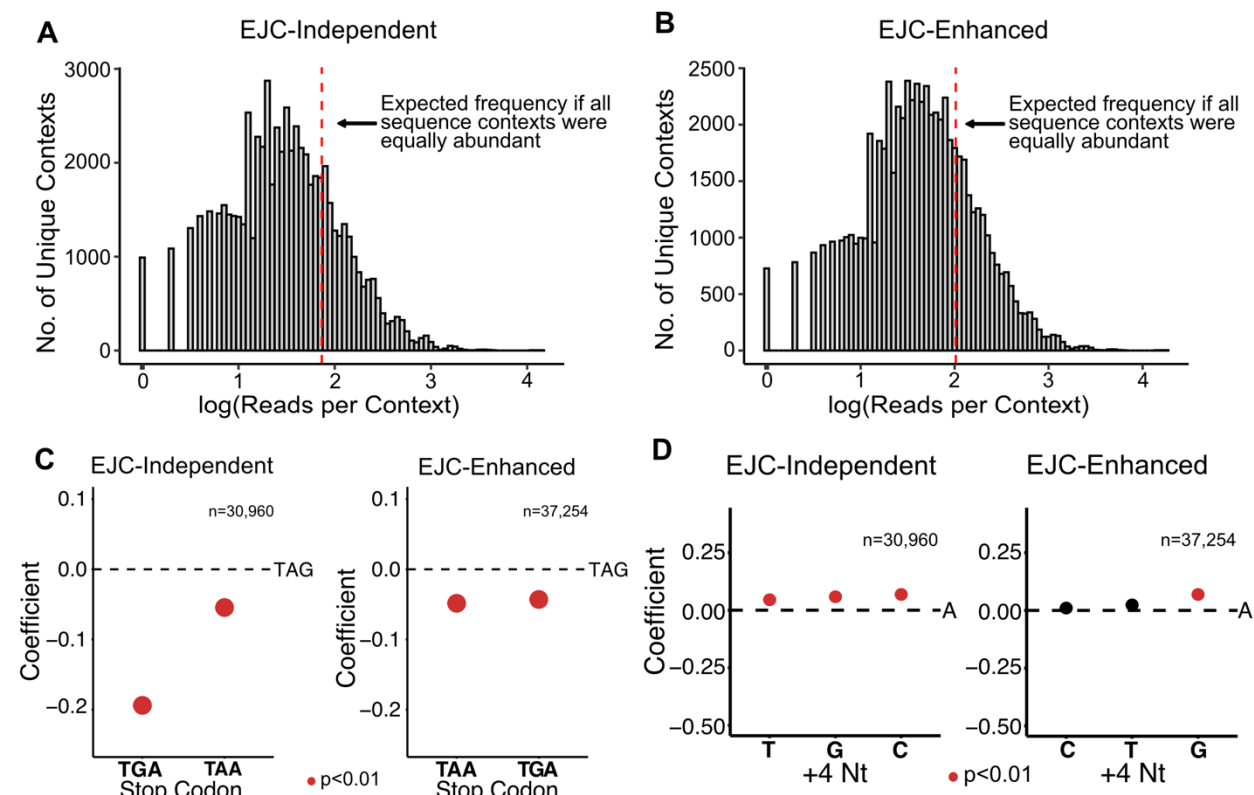 A
EJC-Independent
No. of Unique Contexts
3000
2000
1000
0
Expected frequency if all
sequence contexts were
equally abundant
0 1 2 3 4
log(Reads per Context)
B
EJC-Enhanced
No. of Unique Contexts
2500
2000
1500
1000
500
0
Expected frequency if all
sequence contexts were
equally abundant
0 1 2 3 4
log(Reads per Context)
C
EJC-Independent
Coefficient
0.1
0.0
−0.1
−0.2
n=30,960
TAG
TGA TAA
Stop Codon
EJC-Enhanced
Coefficient
0.1
0.0
−0.1
−0.2
n=37,254
TAG
TAA TGA
Stop Codon
p<0.01
D
EJC-Independent
Coefficient
0.25
0.00
−0.25
−0.50
n=30,960
A
T G C
+4 Nt
EJC-Enhanced
0.25
0.00
−0.25
−0.50
n=37,254
A
C T G
+4 Nt
p<0.01